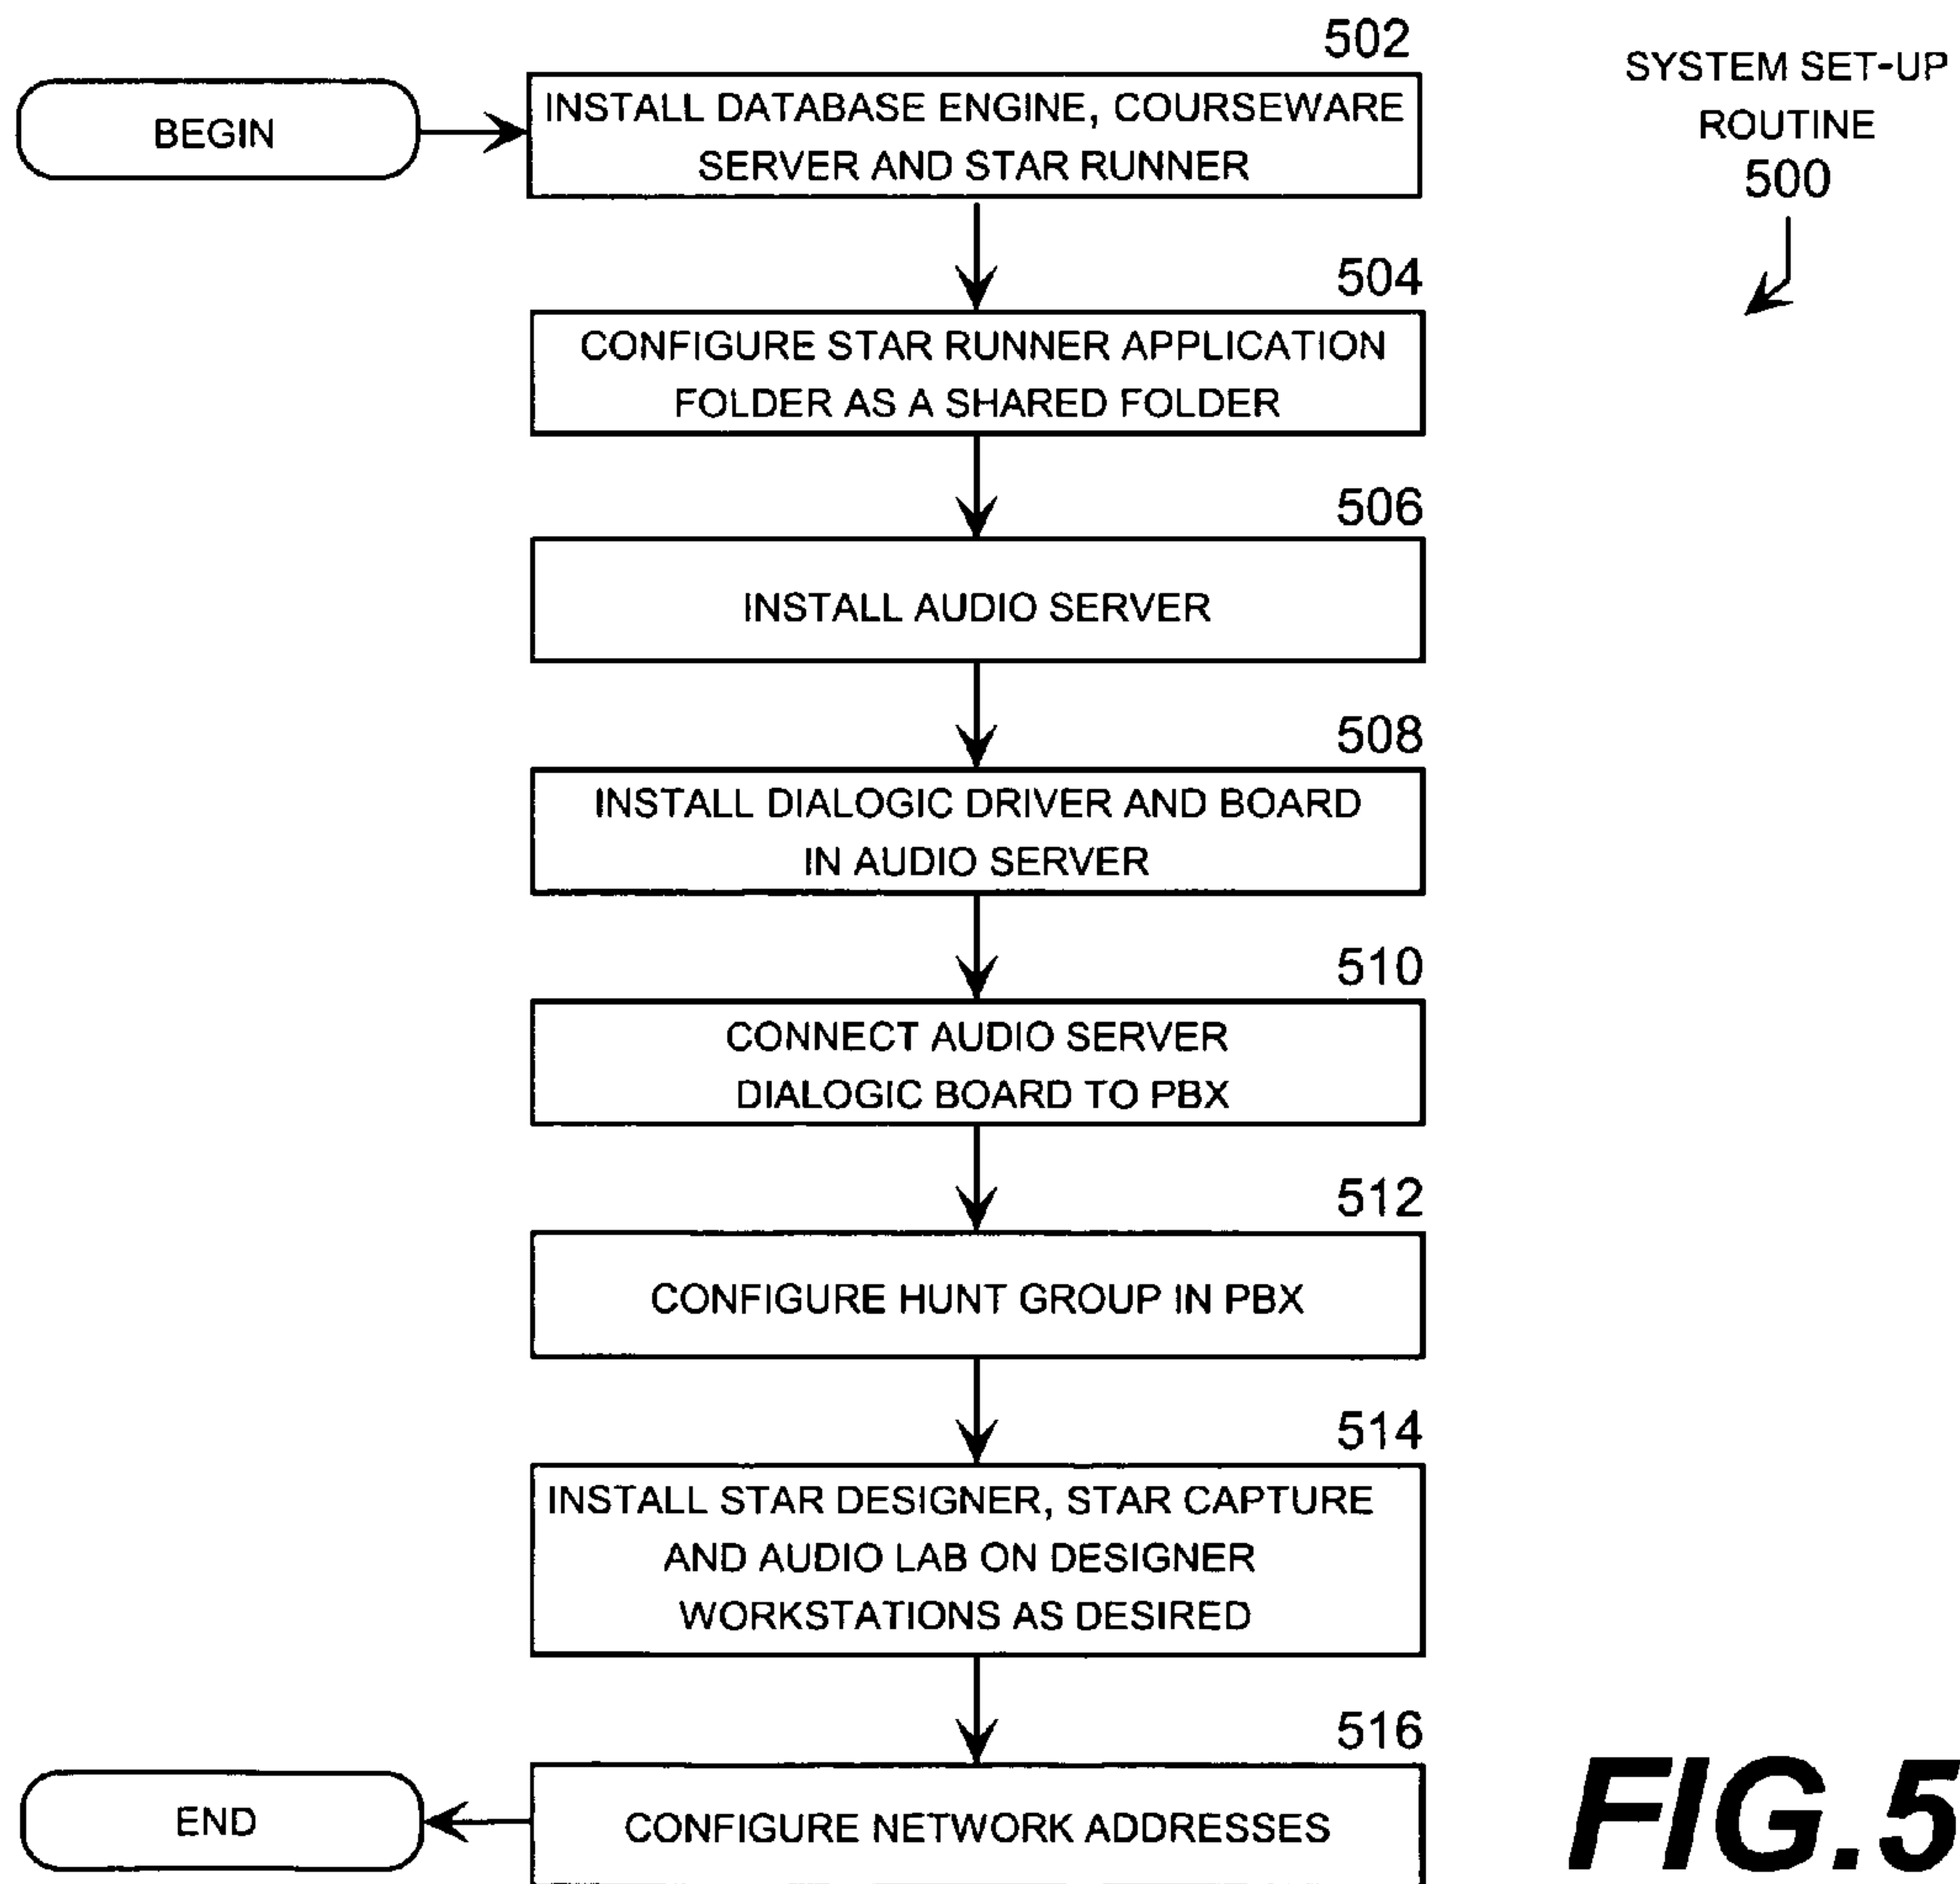 502
SYSTEM SET-UP
ROUTINE
500
BEGIN
INSTALL DATABASE ENGINE, COURSEWARE
SERVER AND STAR RUNNER
504
CONFIGURE STAR RUNNER APPLICATION
FOLDER AS A SHARED FOLDER
506
INSTALL AUDIO SERVER
508
INSTALL DIALOGIC DRIVER AND BOARD
IN AUDIO SERVER
510
CONNECT AUDIO SERVER
DIALOGIC BOARD TO PBX
512
CONFIGURE HUNT GROUP IN PBX
514
INSTALL STAR DESIGNER, STAR CAPTURE
AND AUDIO LAB ON DESIGNER
WORKSTATIONS AS DESIRED
516
CONFIGURE NETWORK ADDRESSES
END
FIG.5